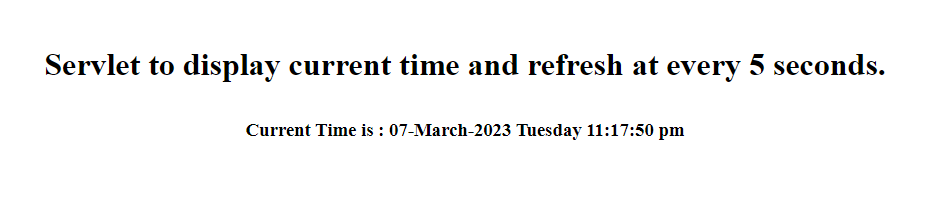 Servlet to display current time and refresh at every 5 seconds.
Current Time is : 07-March-2023 Tuesday 11:17:50 pm